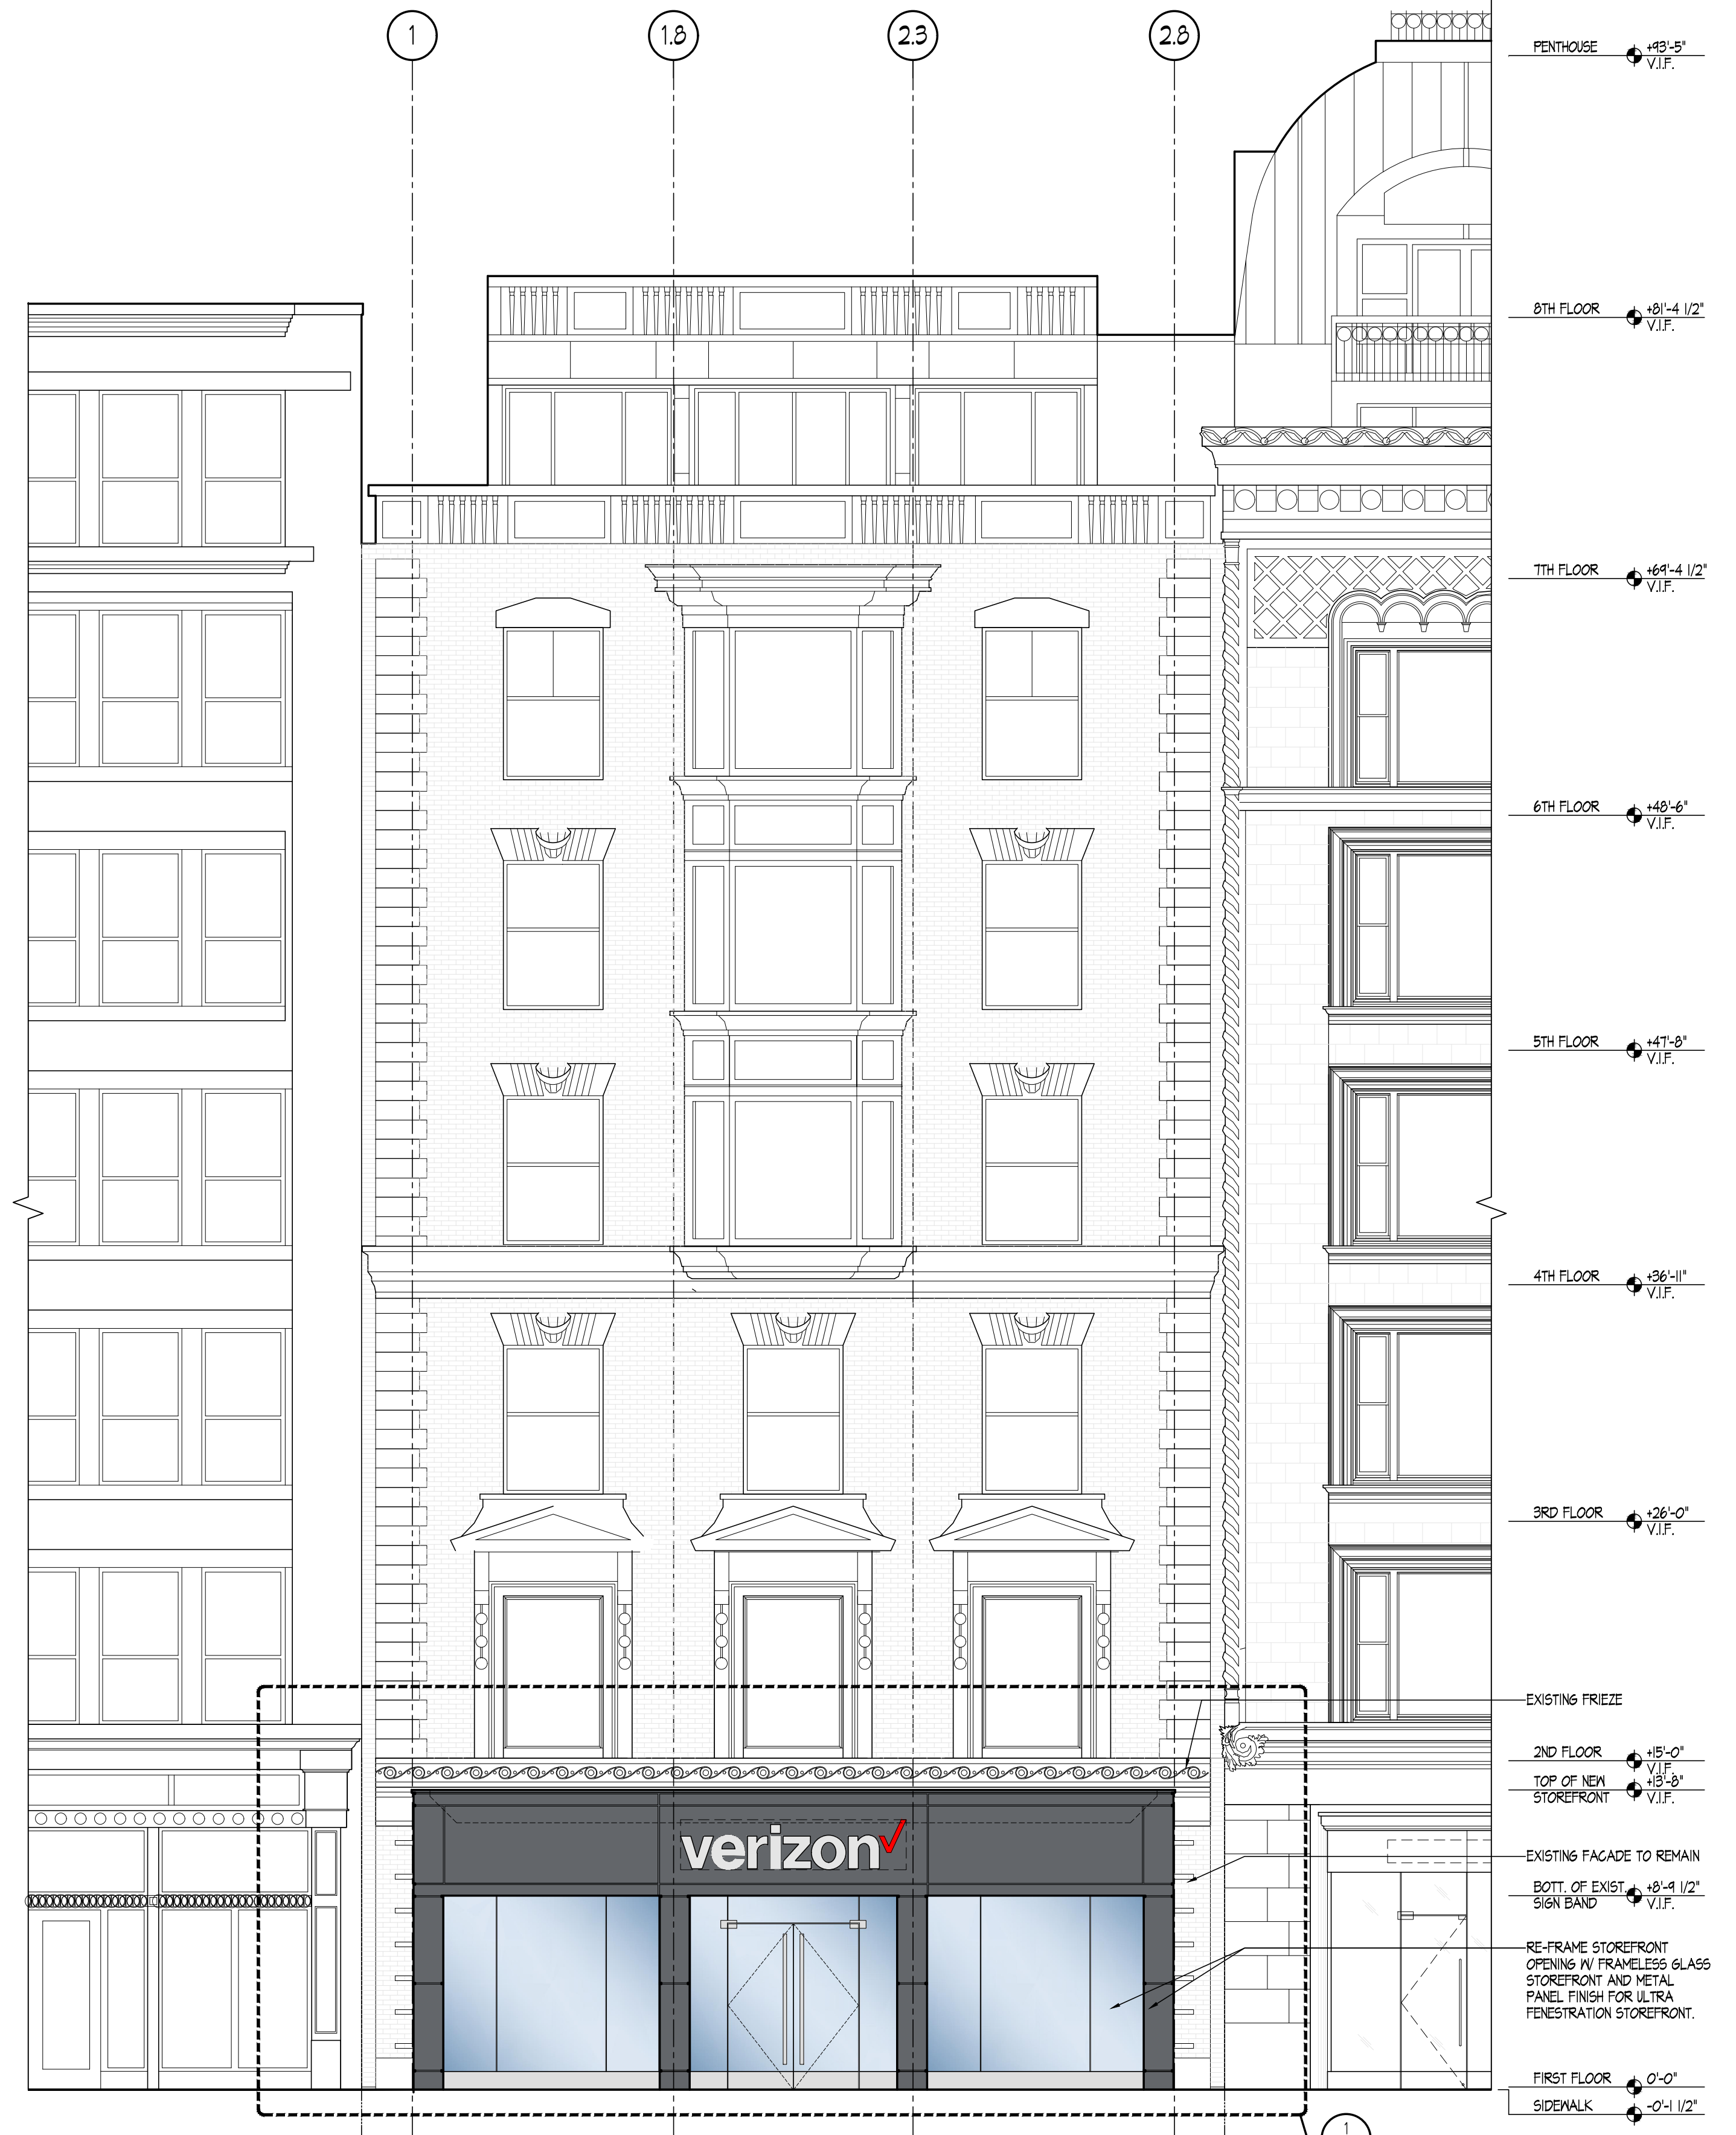 1
1.8
2.3
2.8
PENTHOUSE +93'-5"
V.I.F.
8TH FLOOR +81'-4 1/2"
V.I.F.
7TH FLOOR +69'-4 1/2"
V.I.F.
6TH FLOOR +48'-6"
V.I.F.
5TH FLOOR +47'-8"
V.I.F.
4TH FLOOR +36'-11"
V.I.F.
3RD FLOOR +26'-0"
V.I.F.
EXISTING FRIEZE
2ND FLOOR +15'-0"
V.I.F.
TOP OF NEW +13'-8"
STOREFRONT V.I.F.
verizon
EXISTING FACADE TO REMAIN
BOTT. OF EXIST. +8'-9 1/2"
SIGN BAND V.I.F.
RE-FRAME STOREFRONT
OPENING W/ FRAMELESS GLASS
STOREFRONT AND METAL
PANEL FINISH FOR ULTRA
FENESTRATION STOREFRONT.
FIRST FLOOR 0'-0"
SIDEWALK -0'-1 1/2"
1